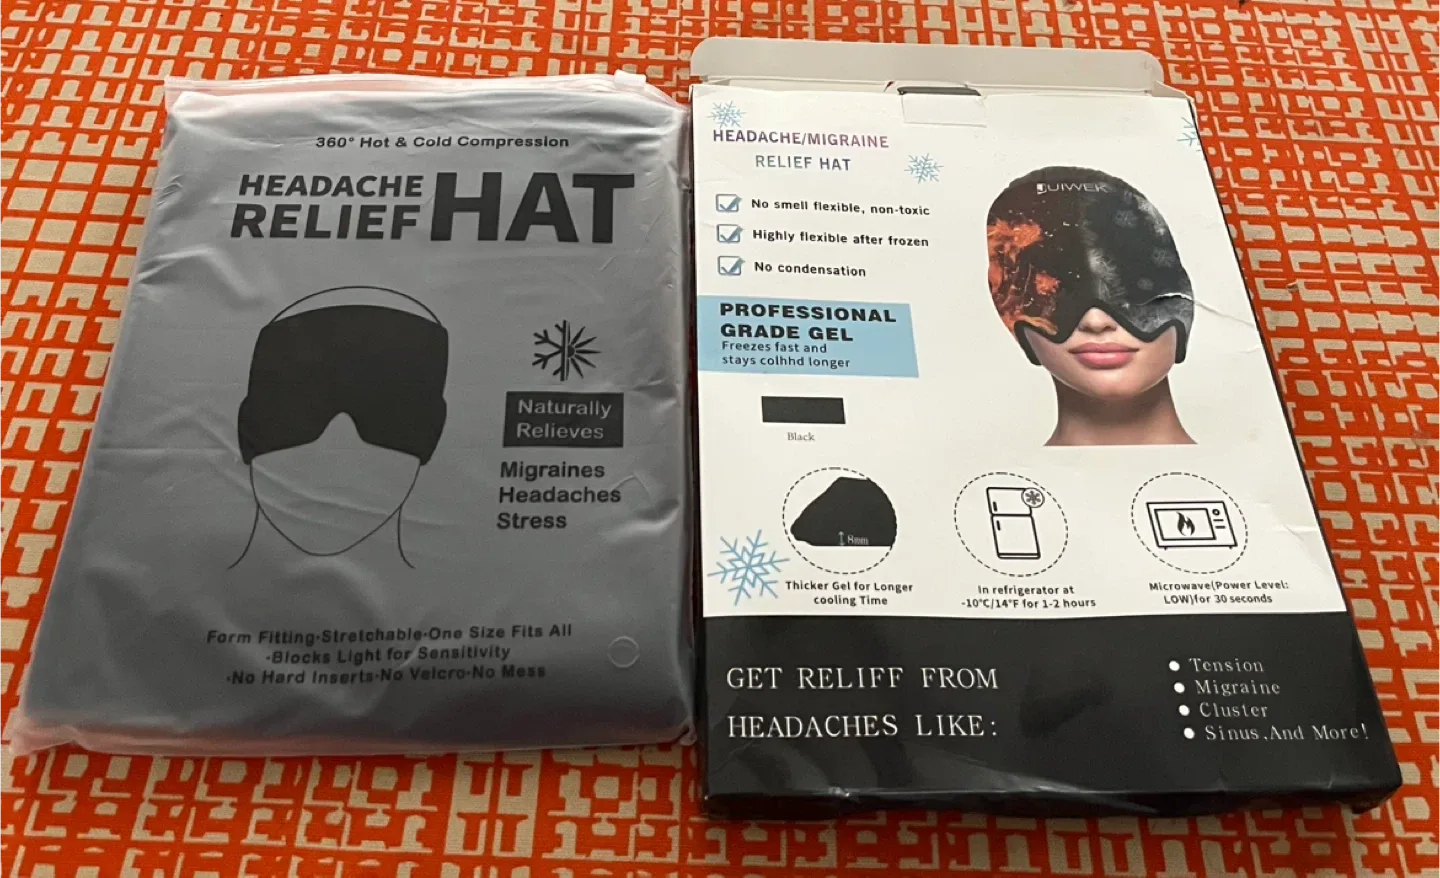 360° Hot & Cold Compression
HEADACHE
RELIEF HAT
Naturally
Relieves
Migraines
Headaches
Stress
Form Fitting·Stretchable·One Size Fits All
·Blocks Light for Sensitivity
·No Hard Inserts·No Velcro·No Mess
HEADACHE/MIGRAINE
RELIEF HAT
No smell flexible, non-toxic
Highly flexible after frozen
No condensation
PROFESSIONAL
GRADE GEL
Freezes fast and
stays colhhd longer
Black
JUIWEK
8mm
Thicker Gel for Longer
cooling Time
In refrigerator at
-10°C/14°F for 1-2 hours
Microwave(Power Level:
LOW)for 30 seconds
GET RELIFF FROM
HEADACHES LIKE:
● Tension
● Migraine
● Cluster
● Sinus.And More!